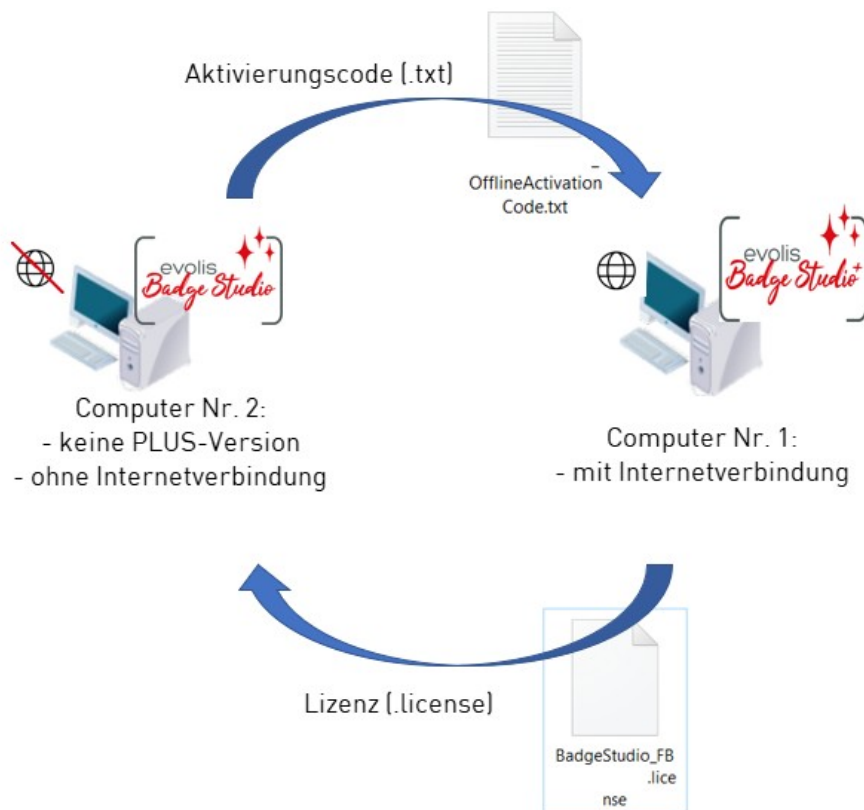 Aktivierungscode (.txt)
_
OfflineActivation
Code.txt
evolis
Badge Studio
evolis
Badge Studio+
Computer Nr. 2:
- keine PLUS-Version
- ohne Internetverbindung
Computer Nr. 1:
- mit Internetverbindung
Lizenz (.license)
BadgeStudio_FB
.lice
nse